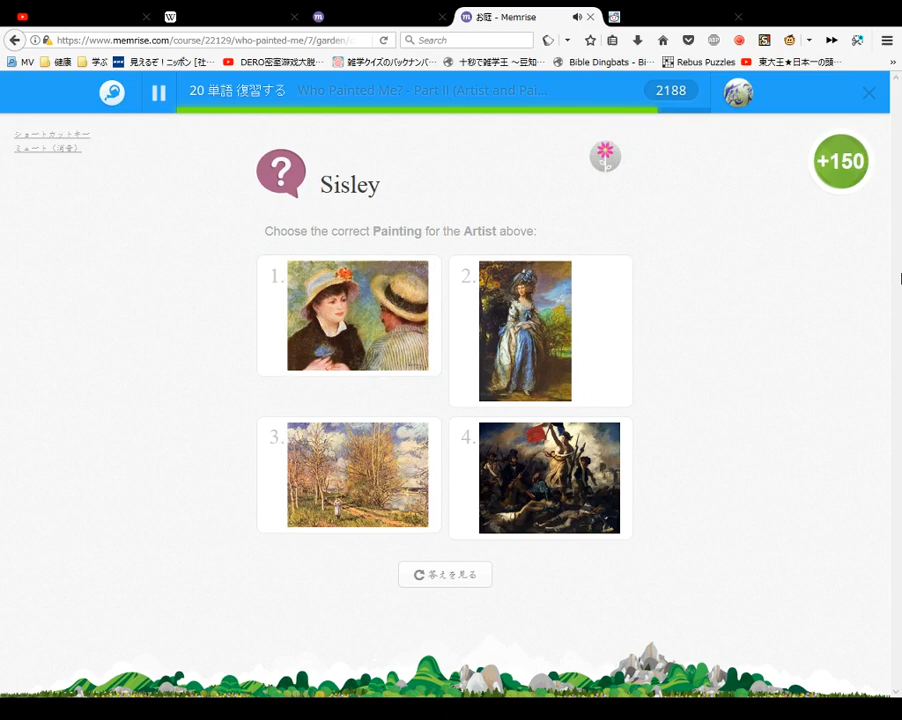 お庭 - Memrise
https://www.memrise.com/course/22129/who-painted-me/7/garden/c
Search
MV
健康
学ぶ
見えぞ！ニッポン [社…
DERO密室游戏大脱…
雑学クイズのバックナンバ…
十秒で雑学王 〜豆知…
Bible Dingbats - Bi…
Rebus Puzzles
東大王★日本一の頭…
20 単語 復習する
Who Painted Me? - Part II (Artist and Pai...
2188
ショートカットキー
ミュート（消音）
+150
?
Sisley
Choose the correct Painting for the Artist above:
1.
2.
3.
4.
答えを見る